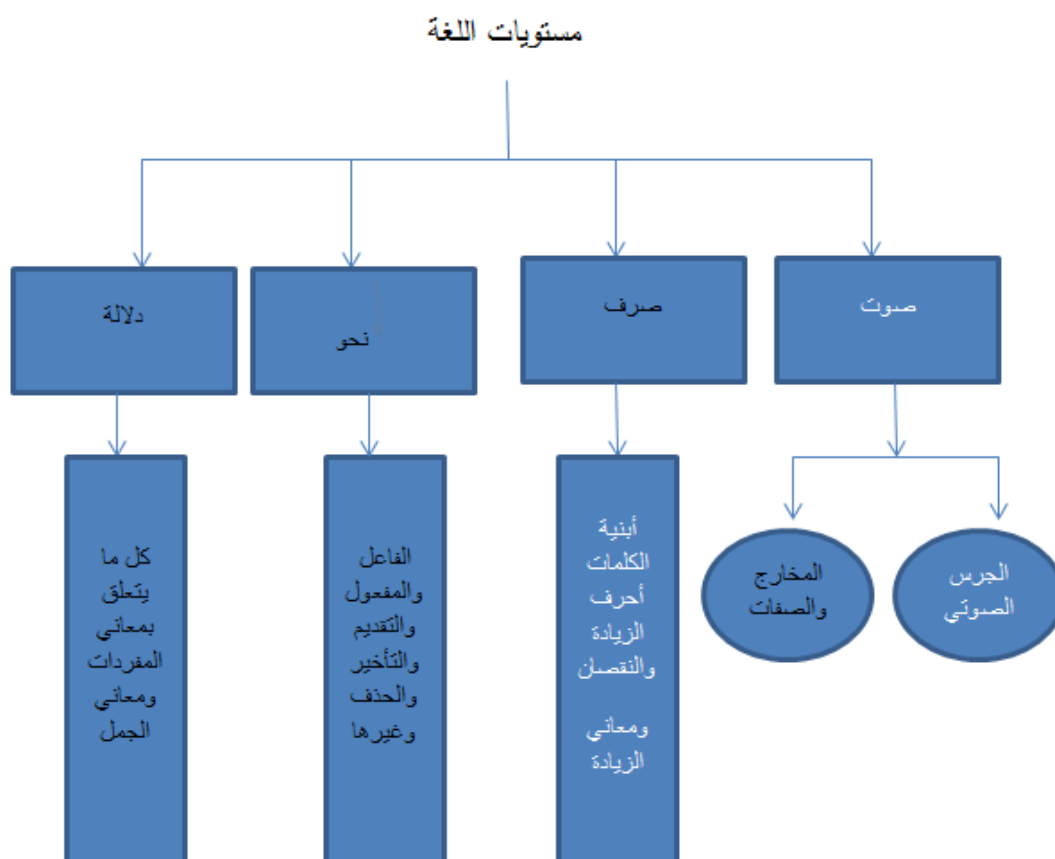 مستويات اللغة
صوت
صرف
نحو
دلالة
الجرس
الصوتي
المخارج
والصفات
أبنية
الكلمات
أحرف
الزيادة
والنقصان
ومعاني
الزيادة
الفاعل
والمفعول
والتقديم
والتأخير
والحذف
وغيرها
كل ما
يتعلق
بمعاني
المفردات
ومعاني
الجمل